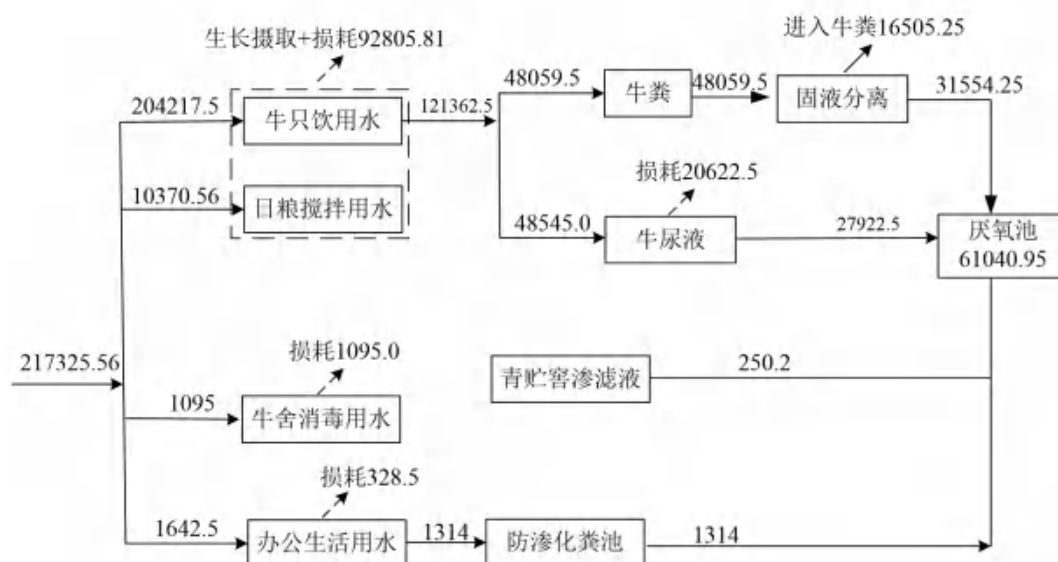 生长摄取+损耗92805.81
进入牛粪16505.25
204217.5
牛只饮用水
121362.5
48059.5
牛粪
48059.5
固液分离
31554.25
10370.56
日粮搅拌用水
损耗20622.5
48545.0
牛尿液
27922.5
厌氧池
61040.95
217325.56
损耗1095.0
1095
牛舍消毒用水
青贮窖渗滤液
250.2
损耗328.5
1642.5
办公生活用水
1314
防渗化粪池
1314